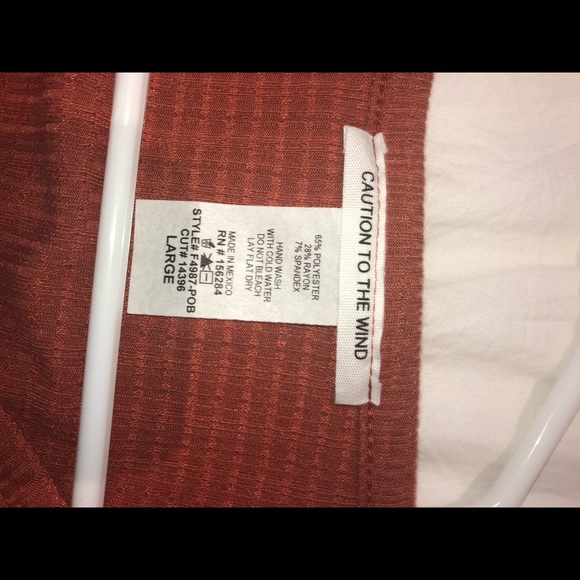 CAUTION TO THE WIND
65% POLYESTER
28% RAYON
7% SPANDEX
HAND WASH
WITH COLD WATER
DO NOT BLEACH
LAY FLAT DRY
MADE IN MEXICO
RN # 156284
STYLE# F4987-POB
CUT# 14396
LARGE